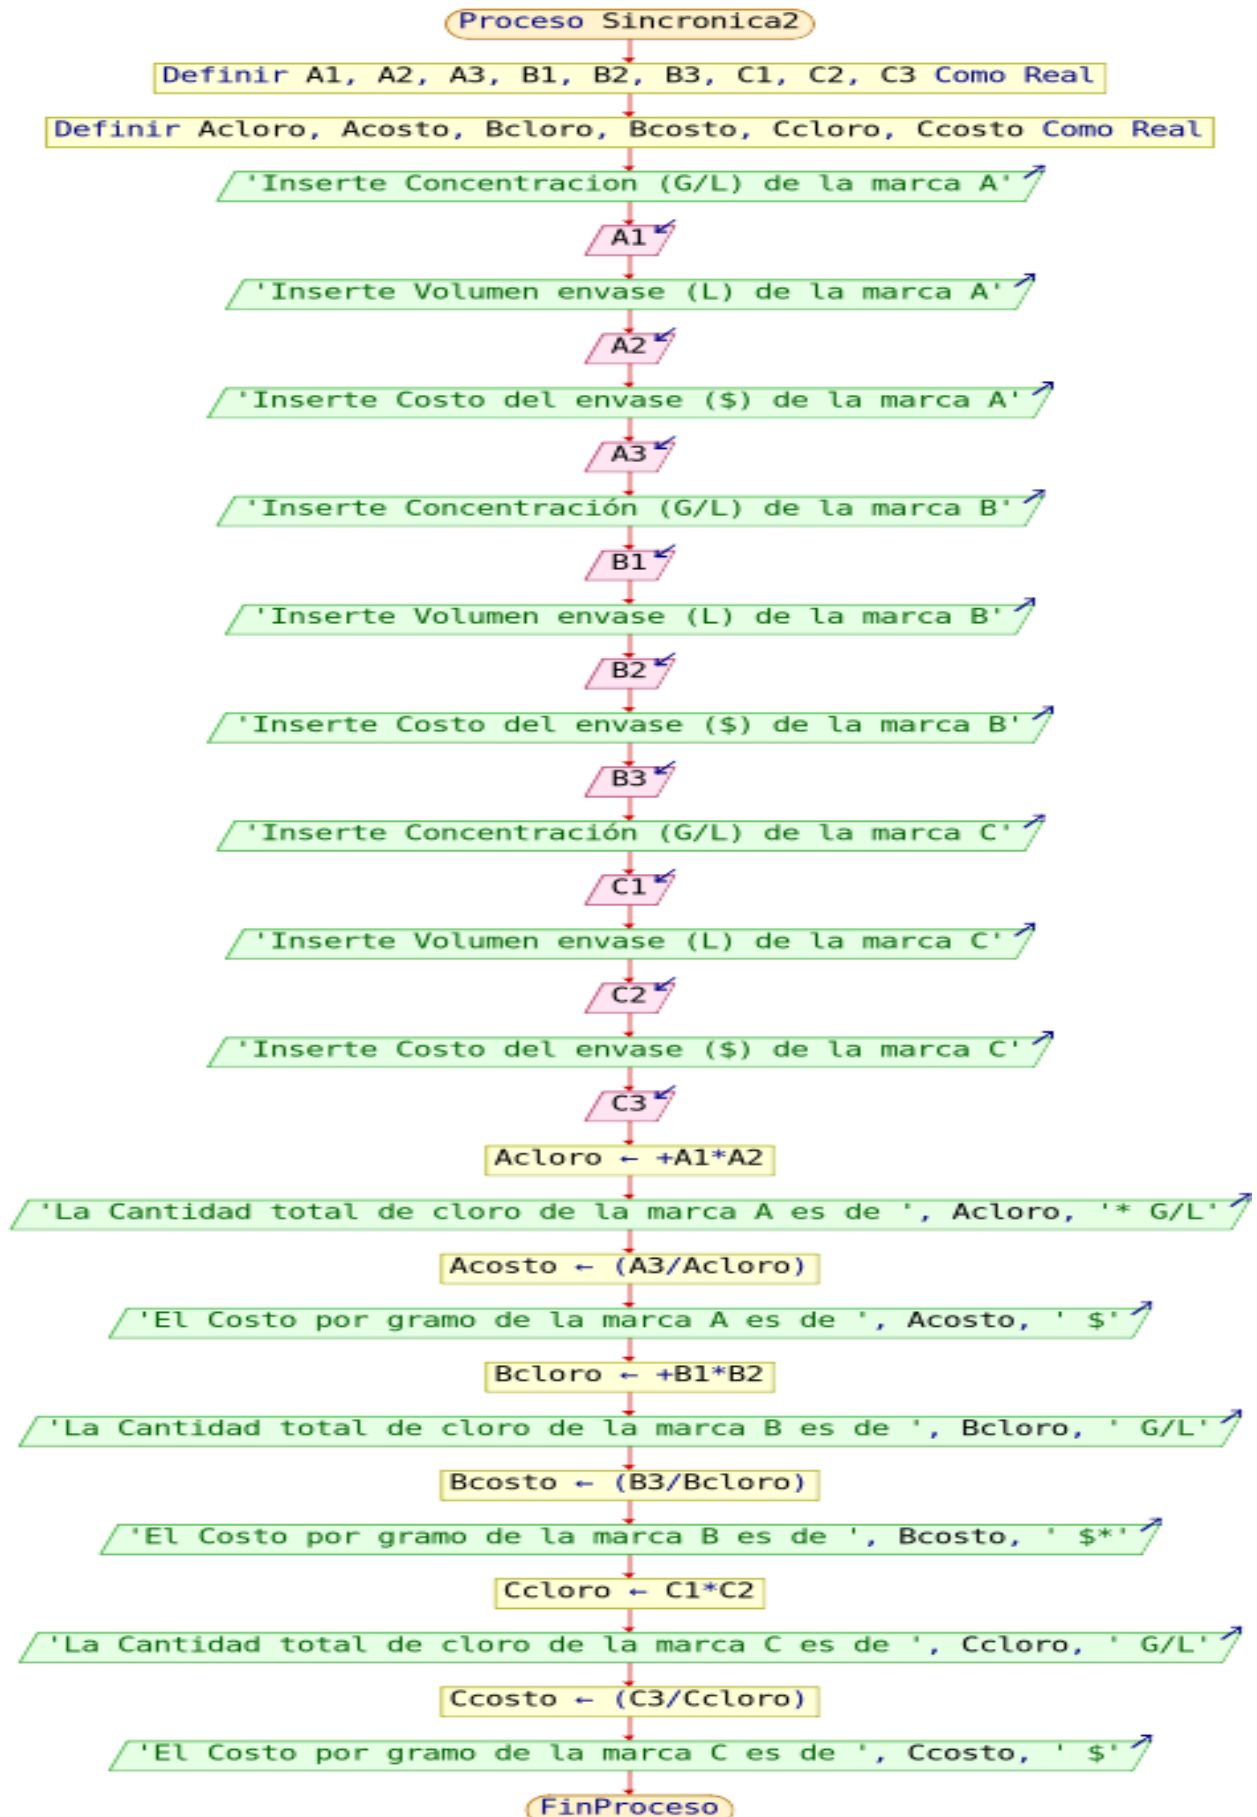 Proceso Sincronica2
Definir A1, A2, A3, B1, B2, B3, C1, C2, C3 Como Real
Definir Acloro, Acosto, Bcloro, Bcosto, Ccloro, Ccosto Como Real
'Inserte Concentracion (G/L) de la marca A'
A1
'Inserte Volumen envase (L) de la marca A'
A2
'Inserte Costo del envase ($) de la marca A'
A3
'Inserte Concentración (G/L) de la marca B'
B1
'Inserte Volumen envase (L) de la marca B'
B2
'Inserte Costo del envase ($) de la marca B'
B3
'Inserte Concentración (G/L) de la marca C'
C1
'Inserte Volumen envase (L) de la marca C'
C2
'Inserte Costo del envase ($) de la marca C'
C3
Acloro ← +A1*A2
'La Cantidad total de cloro de la marca A es de ', Acloro, '* G/L'
Acosto ← (A3/Acloro)
'El Costo por gramo de la marca A es de ', Acosto, ' $'
Bcloro ← +B1*B2
'La Cantidad total de cloro de la marca B es de ', Bcloro, ' G/L'
Bcosto ← (B3/Bcloro)
'El Costo por gramo de la marca B es de ', Bcosto, ' $*'
Ccloro ← C1*C2
'La Cantidad total de cloro de la marca C es de ', Ccloro, ' G/L'
Ccosto ← (C3/Ccloro)
'El Costo por gramo de la marca C es de ', Ccosto, ' $'
FinProceso